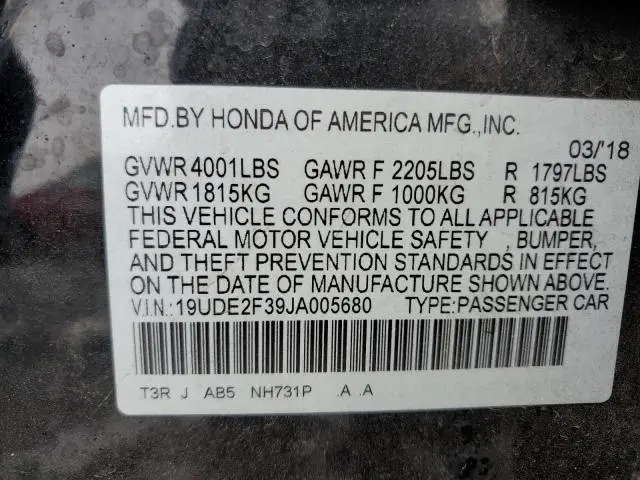 MFD.BY HONDA OF AMERICA MFG.,INC.
03/'18
GVWR 4001LBS GAWR F 2205LBS R 1797LBS
GVWR 1815KG GAWR F 1000KG R 815KG
THIS VEHICLE CONFORMS TO ALL APPLICABLE
FEDERAL MOTOR VEHICLE SAFETY , BUMPER,
AND THEFT PREVENTION STANDARDS IN EFFECT
ON THE DATE OF MANUFACTURE SHOWN ABOVE.
V.I.N.: 19UDE2F39JA005680 TYPE:PASSENGER CAR
T3R J AB5 NH731P .A .A